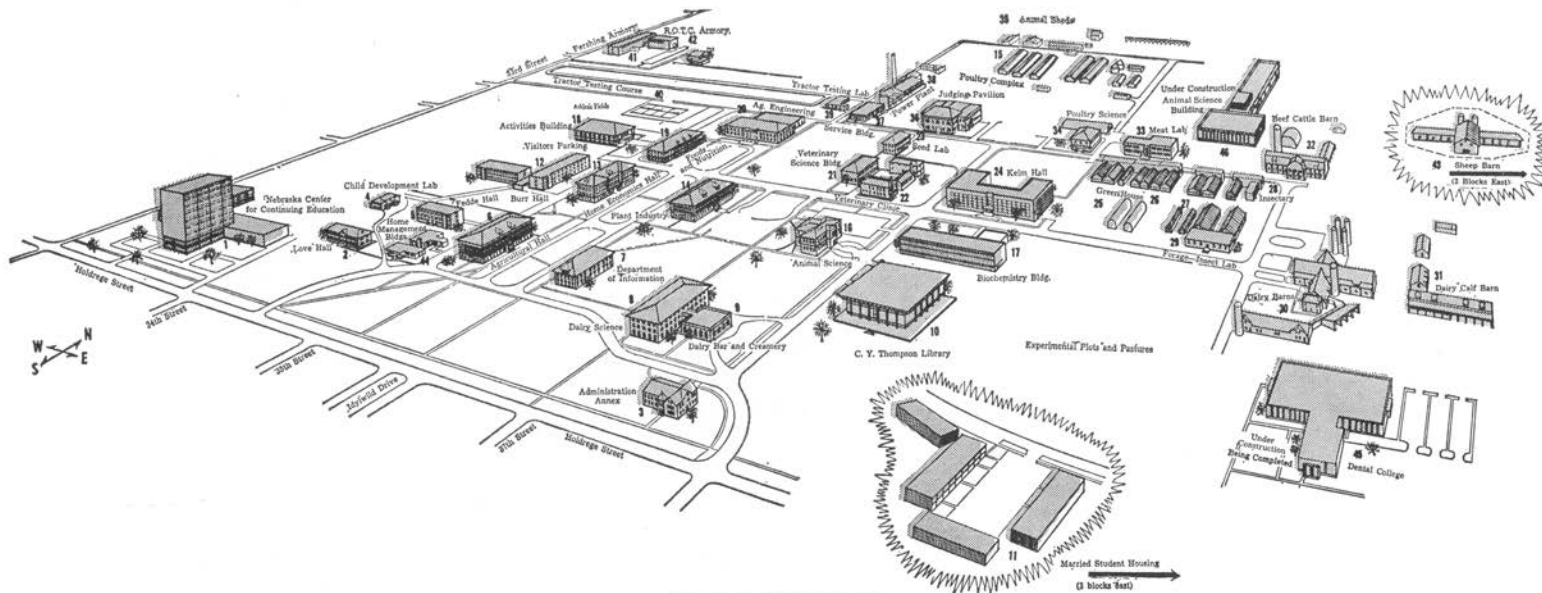 35 Animal Sheds
R.O.T.C. Armory
42
Pershing Armory
41
33rd Street
15
Poultry Complex
Tractor Testing Lab
Tractor Testing Course
40
38
Power Plant
Under Construction
Animal Science
Building
Athletic Fields
20
Ag. Engineering
39
37
Judging Pavilion
36
Activities Building
18
Service Bldg.
Poultry Science
34
33
Meat Lab
46
Beef Cattle Barn
32
43
Sheep Barn
(2 Blocks East)
Visitors Parking
19
Foods
and Nutrition
23
Seed Lab
12
13
Veterinary
Science Bldg.
21
24
Kelm Hall
Child Development Lab
5
Burr Hall
Home Economics Hall
14
22
Veterinary Clinic
Green House
25
26
27
28
Insectary
Nebraska Center
for Continuing Education
1
Fedde Hall
Home
Management
Bldgs.
6
Plant Industry
16
Animal Science
17
Biochemistry Bldg.
29
Forage-Insect Lab
Love Hall
2
44
Agricultural Hall
7
Department
of Information
31
Dairy Calf Barn
Dairy Barns
30
Holdrege Street
34th Street
8
9
Dairy Science
Dairy Bar and Creamery
10
C. Y. Thompson Library
Experimental Plots and Pastures
W N
S E
35th Street
Idylwild Drive
Administration
Annex
3
37th Street
Holdrege Street
Under
Construction
Being Completed
45
Dental College
11
Married Student Housing
(3 blocks East)